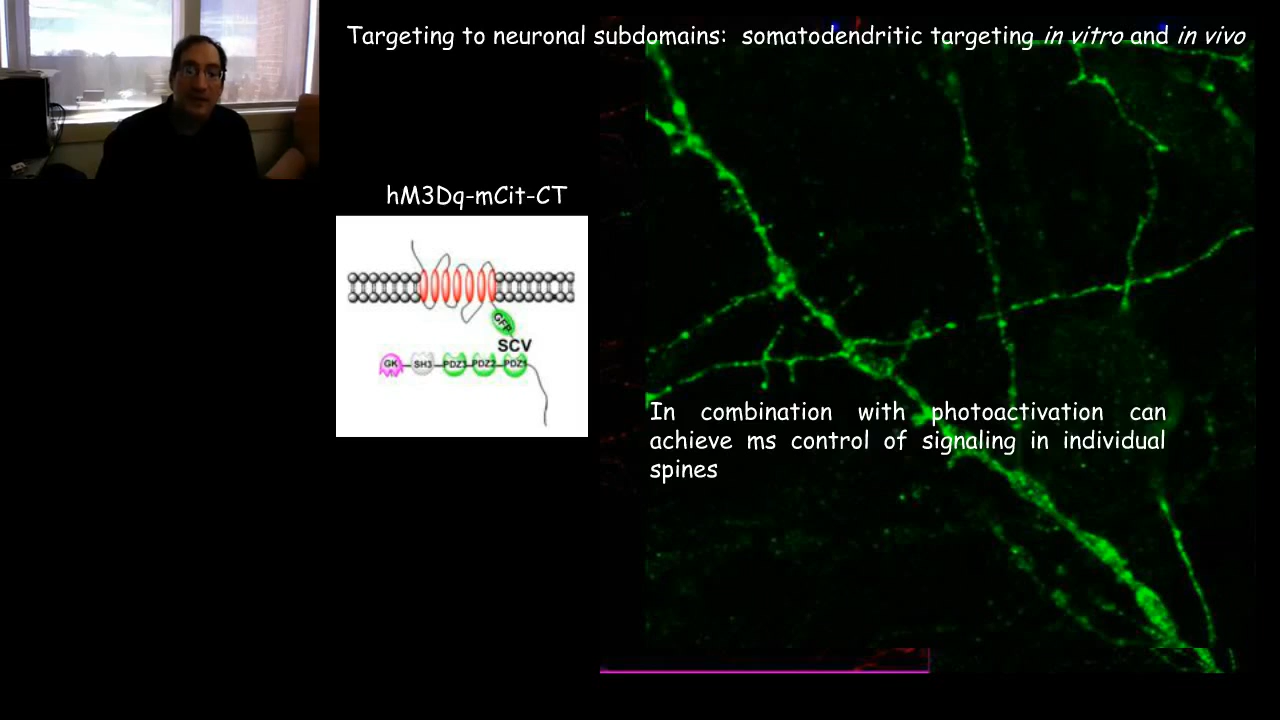 Targeting to neuronal subdomains: somatodendritic targeting in vitro and in vivo
hM3Dq-mCit-CT
GFP
SCV
GK SH3 PDZ3 PDZ2 PDZ1
In combination with photoactivation can
achieve ms control of signaling in individual
spines